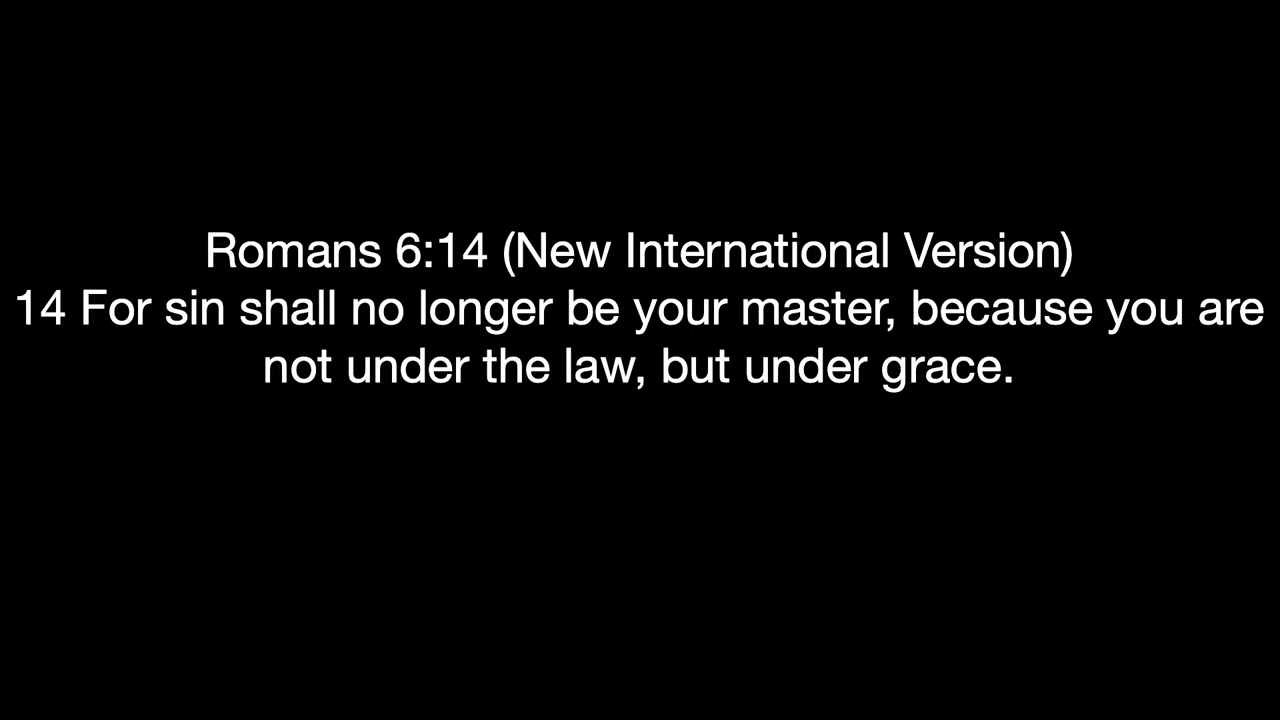 Romans 6:14 (New International Version)
14 For sin shall no longer be your master, because you are
not under the law, but under grace.